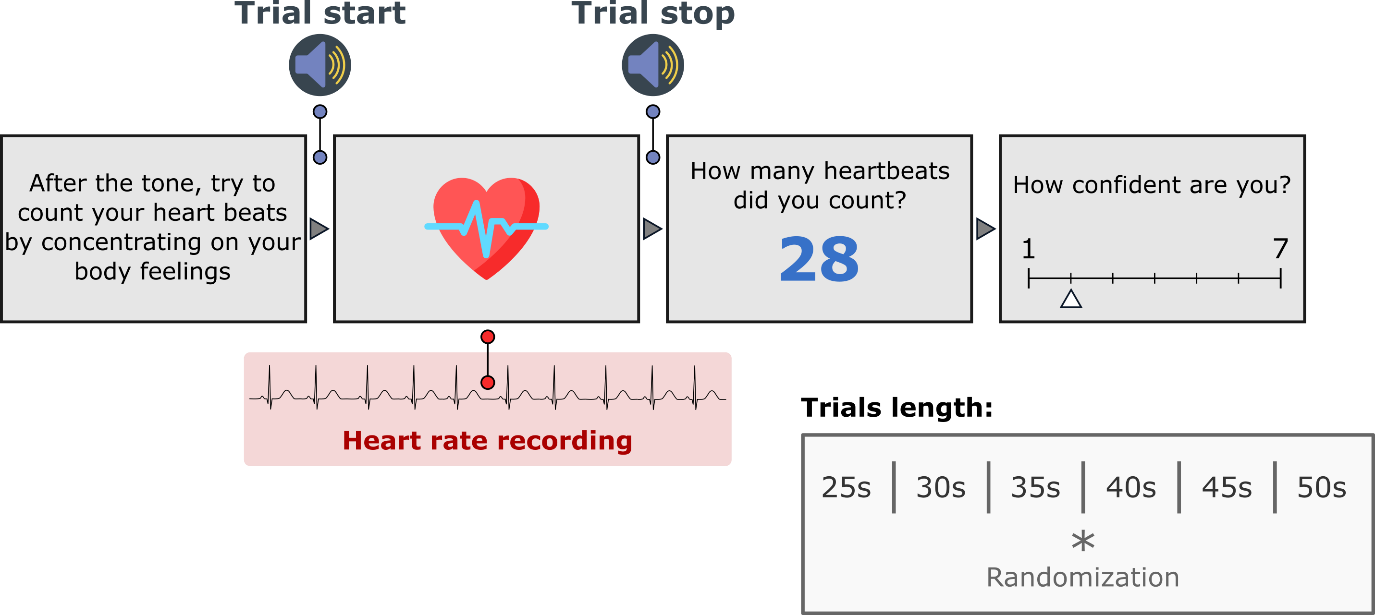 Trial start
Trial stop
After the tone, try to
count your heart beats
by concentrating on your
body feelings
How many heartbeats
did you count?
28
How confident are you?
1
7
Heart rate recording
Trials length:
25s
30s
35s
40s
45s
50s
*
Randomization